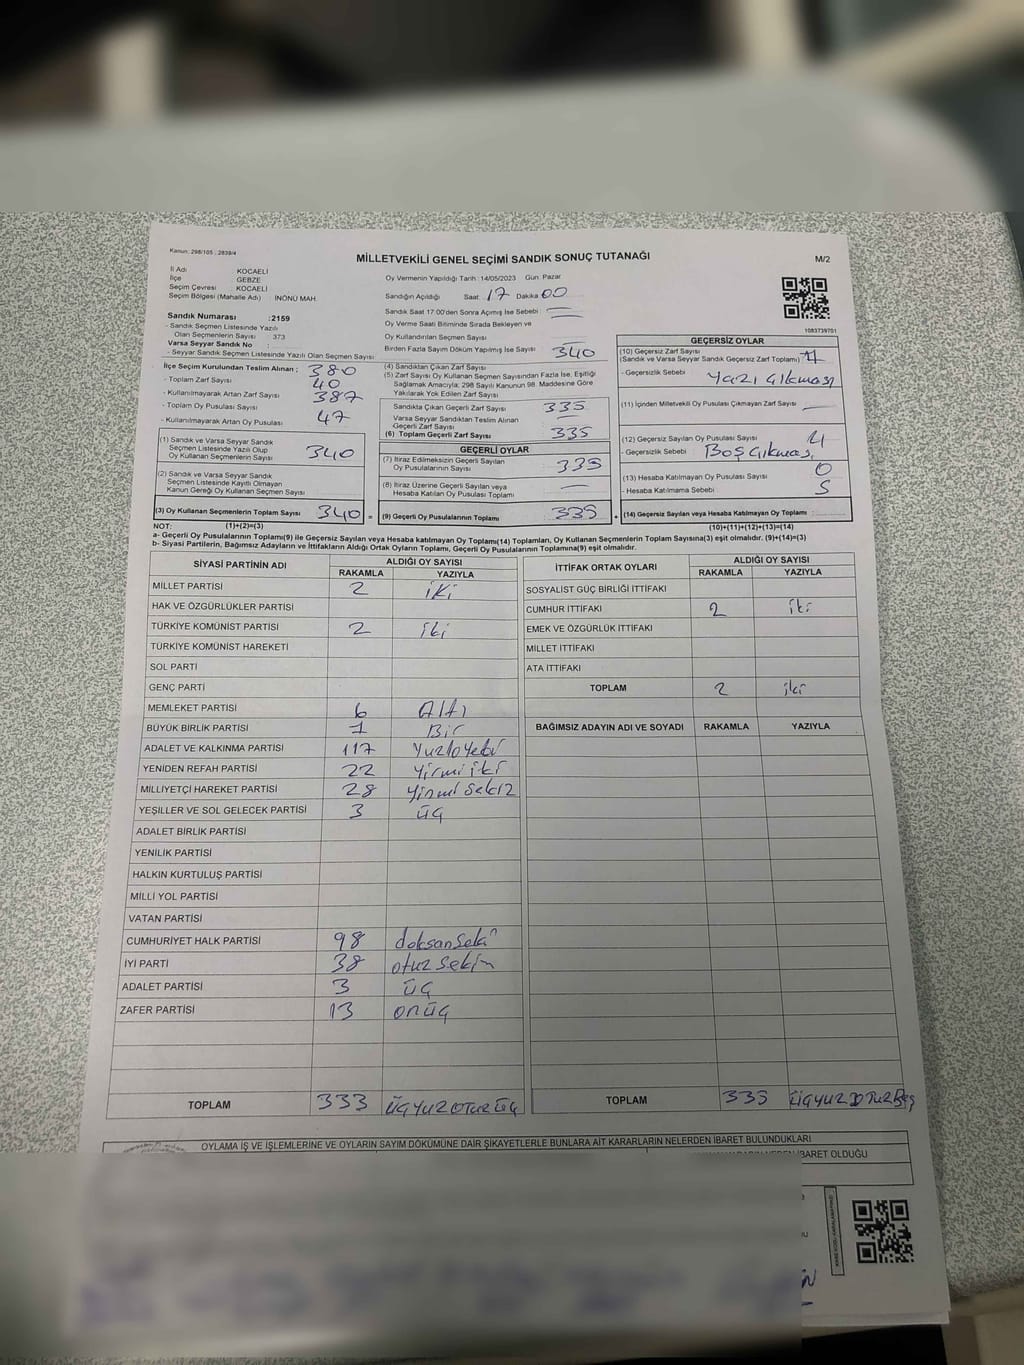 Kanun: 298/105 : 2839/4
MİLLETVEKİLİ GENEL SEÇİMİ SANDIK SONUÇ TUTANAĞI
M/2
İl Adı : KOCAELİ
İlçe : GEBZE
Seçim Çevresi : KOCAELİ
Seçim Bölgesi (Mahalle Adı) : İNÖNÜ MAH.
Sandık Numarası :2159
- Sandık Seçmen Listesinde Yazılı
Olan Seçmenlerin Sayısı : 373
Varsa Seyyar Sandık No :
- Seyyar Sandık Seçmen Listesinde Yazılı Olan Seçmen Sayısı :
İlçe Seçim Kurulundan Teslim Alınan ; 380
- Toplam Zarf Sayısı 40
- Kullanılmayarak Artan Zarf Sayısı 387
- Toplam Oy Pusulası Sayısı
- Kullanılmayarak Artan Oy Pusulası 47
(1) Sandık ve Varsa Seyyar Sandık
Seçmen Listesinde Yazılı Olup
Oy Kullanan Seçmenlerin Sayısı 340
(2) Sandık ve Varsa Seyyar Sandık
Seçmen Listesinde Kayıtlı Olmayan
Kanun Gereği Oy Kullanan Seçmen Sayısı
(3) Oy Kullanan Seçmenlerin Toplam Sayısı 340 =
Oy Vermenin Yapıldığı Tarih : 14/05/2023 Gün: Pazar
Sandığın Açıldığı Saat: 17 Dakika 00
Sandık Saat 17:00'den Sonra Açımış İse Sebebi :
Oy Verme Saati Bitiminde Sırada Bekleyen ve
Oy Kullandırılan Seçmen Sayısı
Birden Fazla Sayım Döküm Yapılmış İse Sayısı :
(4) Sandıktan Çıkan Zarf Sayısı 340
(5) Zarf Sayısı Oy Kullanan Seçmen Sayısından Fazla İse, Eşitliği
Sağlamak Amacıyla; 298 Sayılı Kanunun 98. Maddesine Göre
Yakılarak Yok Edilen Zarf Sayısı
Sandıkta Çıkan Geçerli Zarf Sayısı 335
Varsa Seyyar Sandıktan Teslim Alınan
Geçerli Zarf Sayısı
(6) Toplam Geçerli Zarf Sayısı 335
GEÇERLİ OYLAR
(7) İtiraz Edilmeksizin Geçerli Sayılan
Oy Pusulalarının Sayısı 335
(8) İtiraz Üzerine Geçerli Sayılan veya
Hesaba Katılan Oy Pusulası Toplamı
(9) Geçerli Oy Pusulalarının Toplamı 335 +
1083739701
GEÇERSİZ OYLAR
(10) Geçersiz Zarf Sayısı
(Sandık ve Varsa Seyyar Sandık Geçersiz Zarf Toplamı) 1
- Geçersizlik Sebebi : Yazı çıkması
(11) İçinden Milletvekili Oy Pusulası Çıkmayan Zarf Sayısı
(12) Geçersiz Sayılan Oy Pusulası Sayısı 4
- Geçersizlik Sebebi : Boş çıkması
(13) Hesaba Katılmayan Oy Pusulası Sayısı 0
- Hesaba Katılmama Sebebi : 5
(14) Geçersiz Sayılan veya Hesaba Katılmayan Oy Toplamı :
NOT: (1)+(2)=(3) (10)+(11)+(12)+(13)=(14)
a- Geçerli Oy Pusulalarının Toplamı(9) ile Geçersiz Sayılan veya Hesaba katılmayan Oy Toplamı(14) Toplamları, Oy Kullanan Seçmenlerin Toplam Sayısına(3) eşit olmalıdır. (9)+(14)=(3)
b- Siyasi Partilerin, Bağımsız Adayların ve İttifakların Aldığı Ortak Oyların Toplamı, Geçerli Oy Pusulalarının Toplamına(9) eşit olmalıdır.
SİYASİ PARTİNİN ADI ALDIĞI OY SAYISI
RAKAMLA YAZIYLA
MİLLET PARTİSİ 2 iki
HAK VE ÖZGÜRLÜKLER PARTİSİ
TÜRKİYE KOMÜNİST PARTİSİ 2 iki
TÜRKİYE KOMÜNİST HAREKETİ
SOL PARTİ
GENÇ PARTİ
MEMLEKET PARTİSİ 6 Altı
BÜYÜK BİRLİK PARTİSİ 1 Bir
ADALET VE KALKINMA PARTİSİ 117
YENİDEN REFAH PARTİSİ 22 Yirmi iki
MİLLİYETÇİ HAREKET PARTİSİ 28 Yirmi Sekiz
YEŞİLLER VE SOL GELECEK PARTİSİ 3 üç
ADALET BİRLİK PARTİSİ
YENİLİK PARTİSİ
HALKIN KURTULUŞ PARTİSİ
MİLLİ YOL PARTİSİ
VATAN PARTİSİ
CUMHURİYET HALK PARTİSİ 98
İYİ PARTİ 38
ADALET PARTİSİ 3 üç
ZAFER PARTİSİ 13 onüç
TOPLAM 333 üçyüzotuzüç
İTTİFAK ORTAK OYLARI ALDIĞI OY SAYISI
RAKAMLA YAZIYLA
SOSYALİST GÜÇ BİRLİĞİ İTTİFAKI
CUMHUR İTTİFAKI 2 iki
EMEK VE ÖZGÜRLÜK İTTİFAKI
MİLLET İTTİFAKI
ATA İTTİFAKI
TOPLAM 2 iki
BAĞIMSIZ ADAYIN ADI VE SOYADI RAKAMLA YAZIYLA
TOPLAM 335 üçyüzotuzBeş
OYLAMA İŞ VE İŞLEMLERİNE VE OYLARIN SAYIM DÖKÜMÜNE DAİR ŞİKAYETLERLE BUNLARA AİT KARARLARIN NELERDEN İBARET BULUNDUKLARI
İBARET OLDUĞU